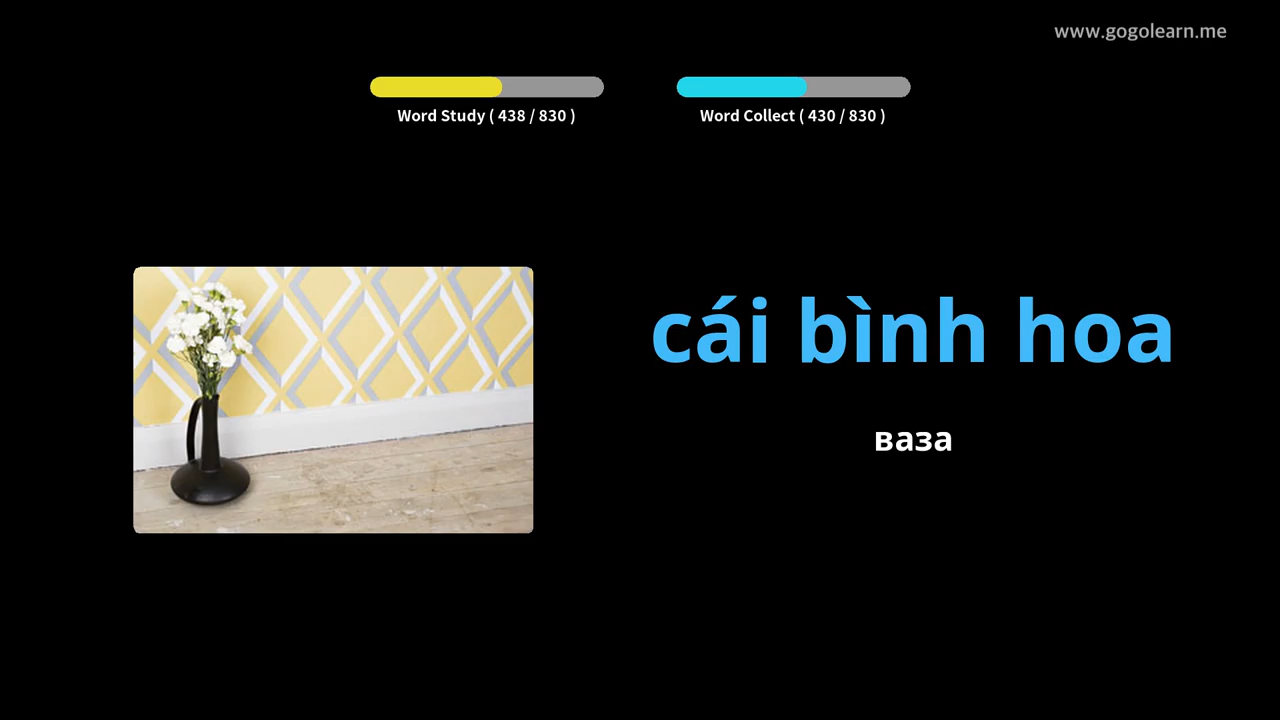 www.gogolearn.me
Word Study ( 438 / 830 )
Word Collect ( 430 / 830 )
cái bình hoa
ваза